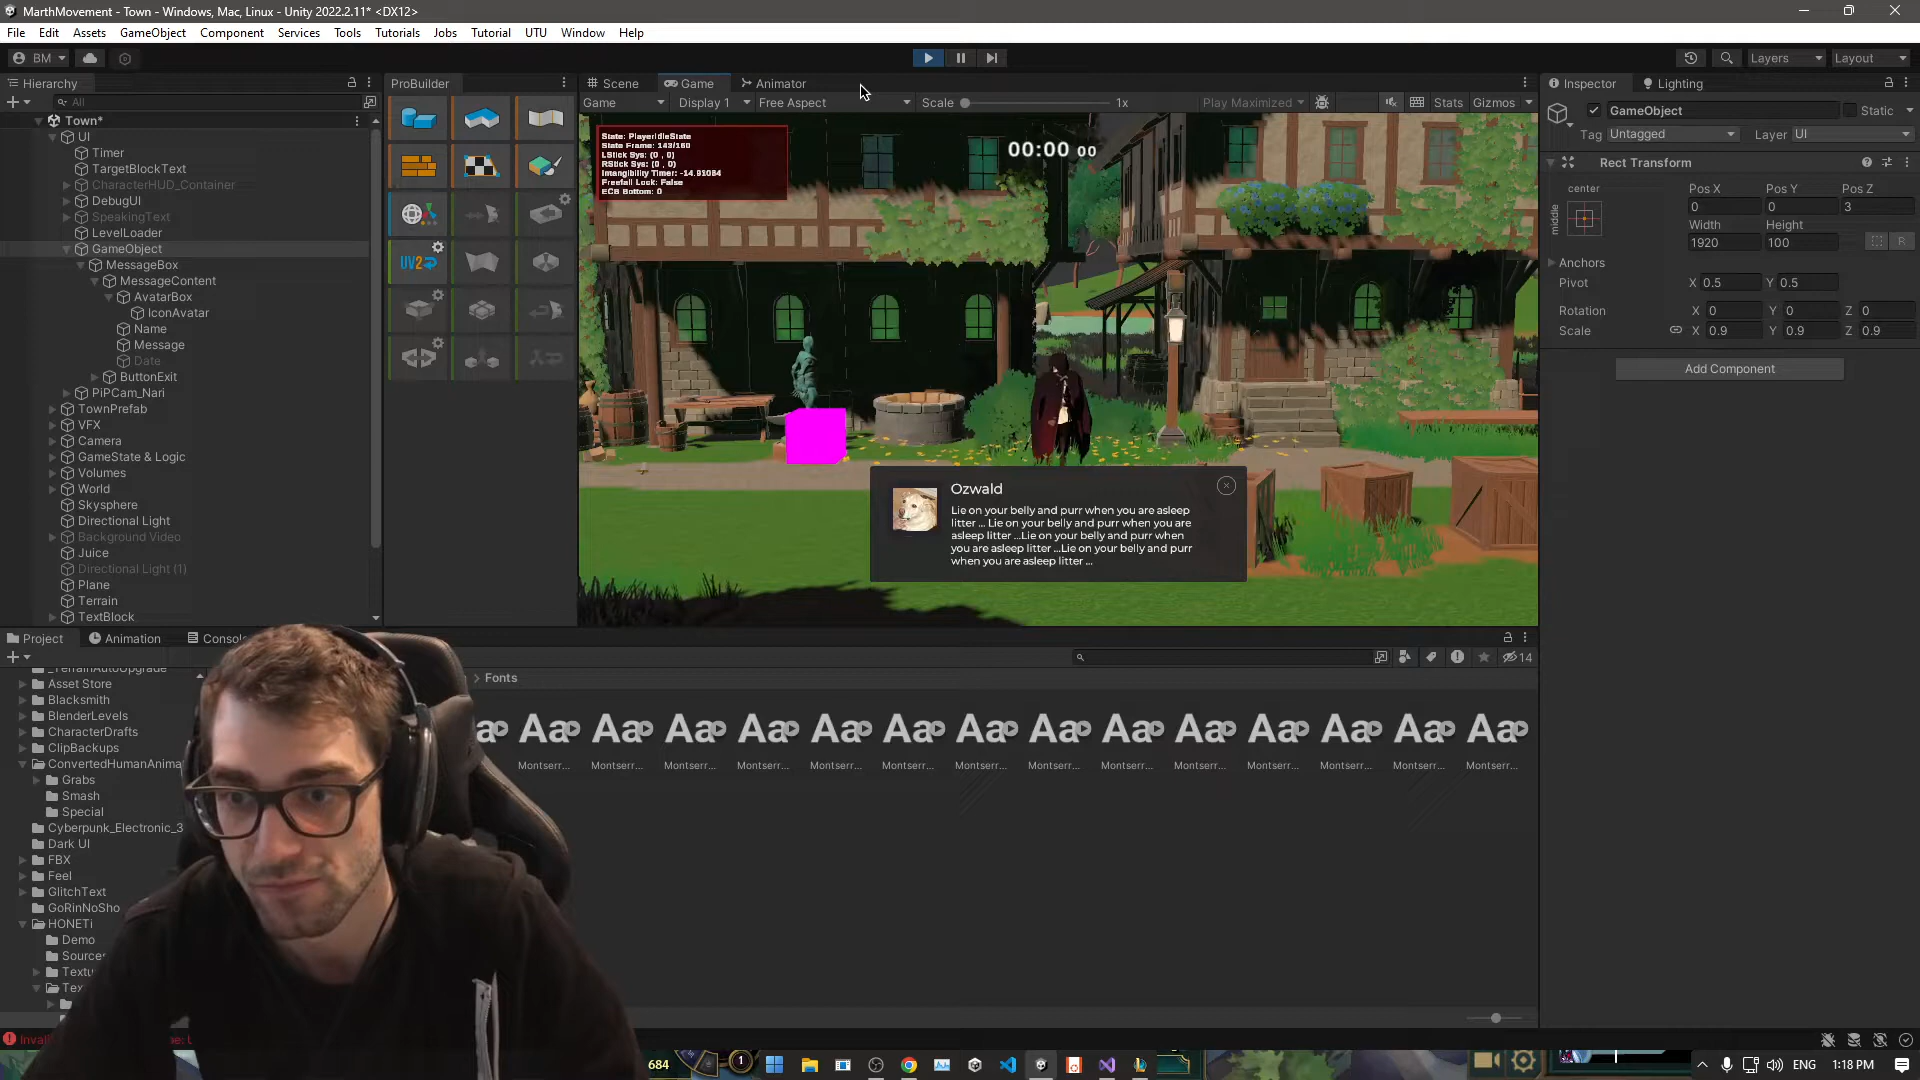 MarthMovement - Town - Windows, Mac, Linux - Unity 2022.2.11* <DX12>
File Edit Assets GameObject Component Services Tools Tutorials Jobs Tutorial UTU Window Help
BM Layers Layout
Hierarchy ProBuilder Scene Game Animator Inspector Lighting
All Game Display 1 Free Aspect Scale 1x Play Maximized Stats Gizmos GameObject Static
Tag Untagged Layer UI
Town*
UI
Timer
TargetBlockText
CharacterHUD_Container
DebugUI
SpeakingText
LevelLoader
GameObject
MessageBox
MessageContent
AvatarBox
IconAvatar
Name
Message
Date
ButtonExit
PiPCam_Nari
TownPrefab
VFX
Camera
GameState & Logic
Volumes
World
Skysphere
Directional Light
Background Video
Juice
Directional Light (1)
Plane
Terrain
TextBlock
UV2
State: PlayerIdleState
State Frame: 143/160
LStick Sys: (0 , 0)
RStick Sys: (0 , 0)
Intangibility Timer: -14.91084
Freefall Lock: False
ECB Bottom: 0
00:00 00
Ozwald
Lie on your belly and purr when you are asleep
litter ... Lie on your belly and purr when you are
asleep litter ...Lie on your belly and purr when
you are asleep litter ...Lie on your belly and purr
when you are asleep litter ...
Rect Transform
center
middle
Pos X Pos Y Pos Z
0 0 3
Width Height
1920 100
R
Anchors
Pivot X 0.5 Y 0.5
Rotation X 0 Y 0 Z 0
Scale X 0.9 Y 0.9 Z 0.9
Add Component
Project Animation Consol
14
Fonts
_TerrainAutoUpgrade
Asset Store
Blacksmith
BlenderLevels
CharacterDrafts
ClipBackups
ConvertedHumanAnima
Grabs
Smash
Special
Cyberpunk_Electronic_3
Dark UI
FBX
Feel
GlitchText
GoRinNoSho
HONETi
Demo
Source
Textu
Tex
Aa Aa Aa Aa Aa Aa Aa Aa Aa Aa Aa Aa Aa Aa
Montserr... Montserr... Montserr... Montserr... Montserr... Montserr... Montserr... Montserr... Montserr... Montserr... Montserr... Montserr... Montserr... Montserr...
Invali
684 1 ENG 1:18 PM